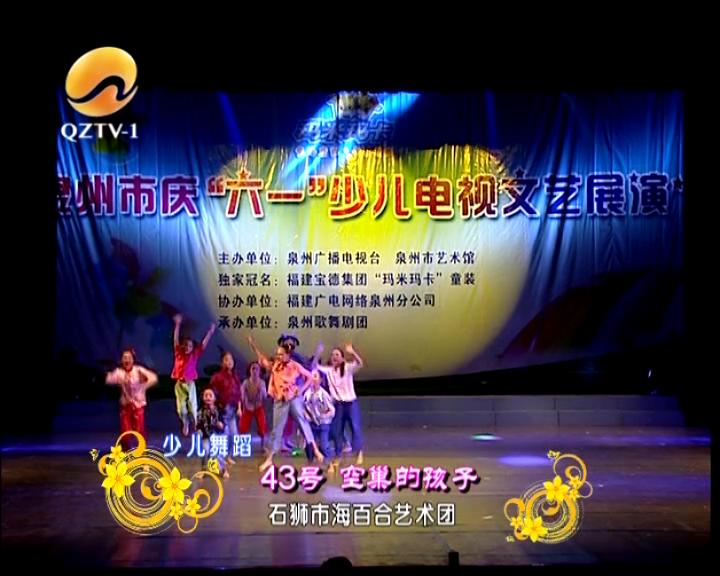 QZTV-1
泉州市庆“六一”少儿电视文艺展演
主办单位：泉州广播电视台 泉州市艺术馆
独家冠名：福建宝德集团“玛米玛卡”童装
协办单位：福建广电网络泉州分公司
承办单位：泉州歌舞剧团
少儿舞蹈
43号 空巢的孩子
石狮市海百合艺术团